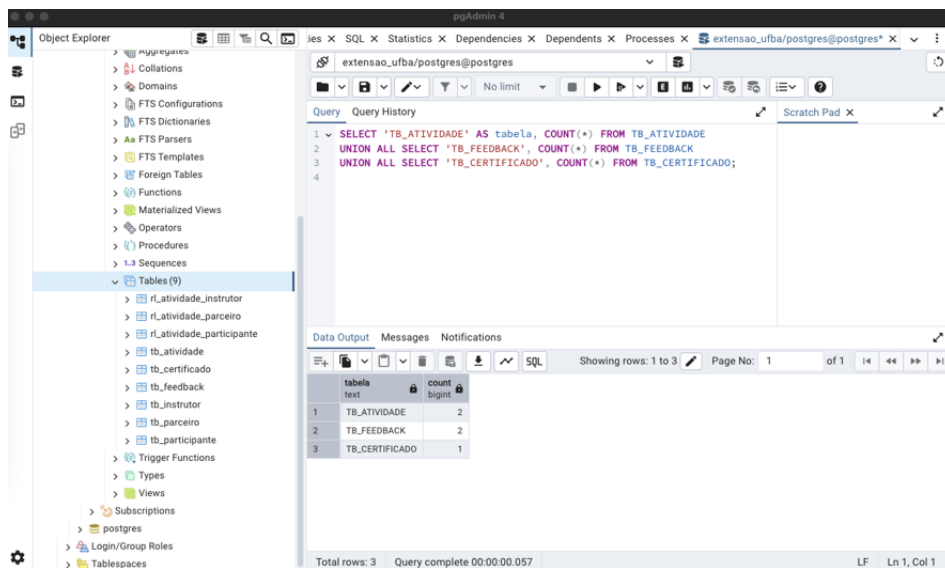 pgAdmin 4
Object Explorer
ies SQL Statistics Dependencies Dependents Processes extensao_ufba/postgres@postgres*
Aggregates
Collations
Domains
FTS Configurations
FTS Dictionaries
Aa FTS Parsers
FTS Templates
Foreign Tables
Functions
Materialized Views
Operators
Procedures
1..3 Sequences
Tables (9)
rl_atividade_instrutor
rl_atividade_parceiro
rl_atividade_participante
tb_atividade
tb_certificado
tb_feedback
tb_instrutor
tb_parceiro
tb_participante
Trigger Functions
Types
Views
Subscriptions
postgres
Login/Group Roles
Tablespaces
extensao_ufba/postgres@postgres
No limit
E
Query Query History
Scratch Pad
1 SELECT 'TB_ATIVIDADE' AS tabela, COUNT(*) FROM TB_ATIVIDADE
2 UNION ALL SELECT 'TB_FEEDBACK', COUNT(*) FROM TB_FEEDBACK
3 UNION ALL SELECT 'TB_CERTIFICADO', COUNT(*) FROM TB_CERTIFICADO;
4
Data Output Messages Notifications
SQL Showing rows: 1 to 3 Page No: 1 of 1
tabela count
text bigint
1 TB_ATIVIDADE 2
2 TB_FEEDBACK 2
3 TB_CERTIFICADO 1
Total rows: 3 Query complete 00:00:00.057 LF Ln 1, Col 1